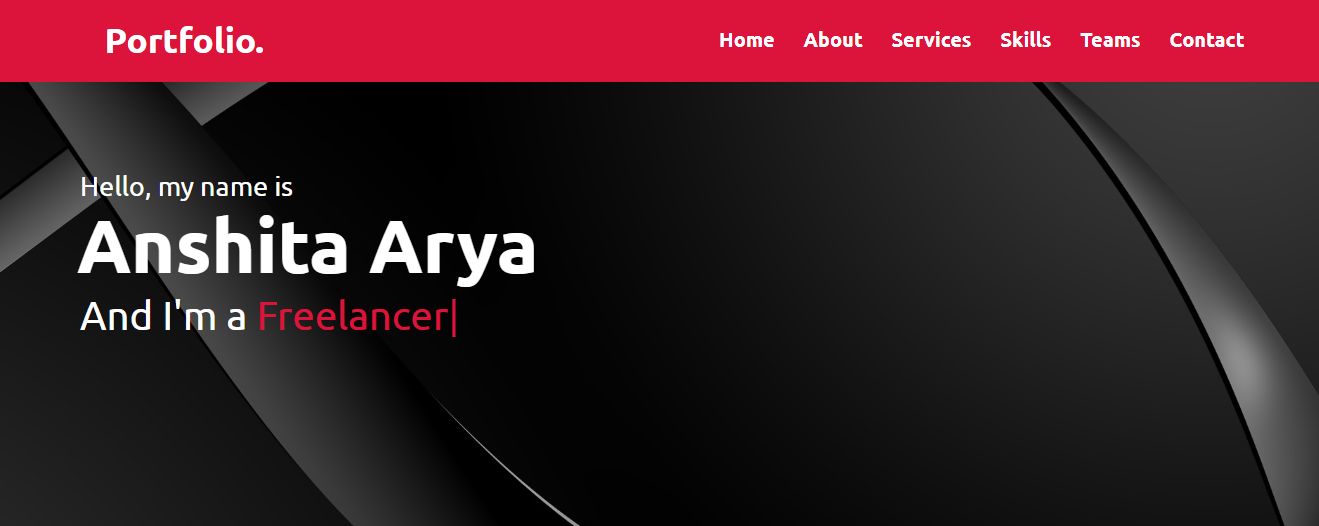 Portfolio.
Home About Services Skills Teams Contact
Hello, my name is
Anshita Arya
And I'm a Freelancer|